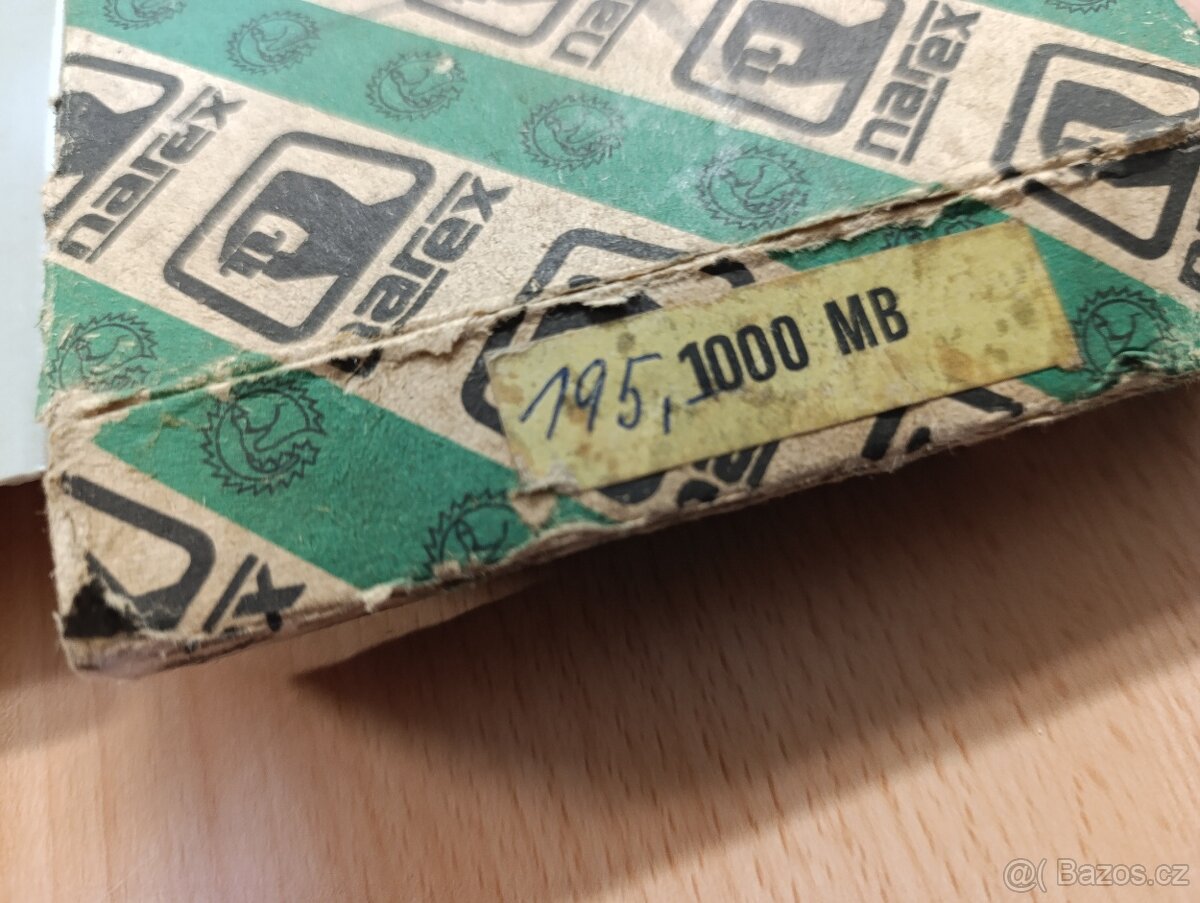 narex
narex
narex
narex
195, 1000 MB
@( Bazos.cz